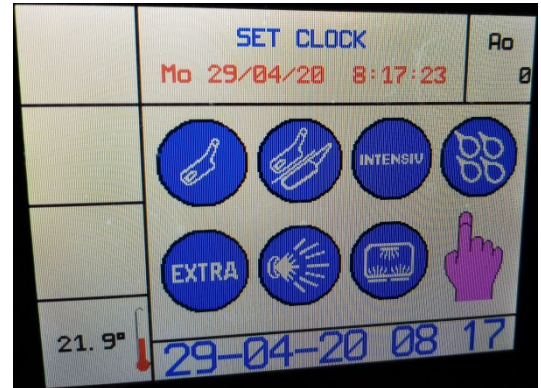 SET CLOCK
Ao
Mo 29/04/20 8:17:23
0
INTENSIV
EXTRA
21.9°
29-04-20 08 17